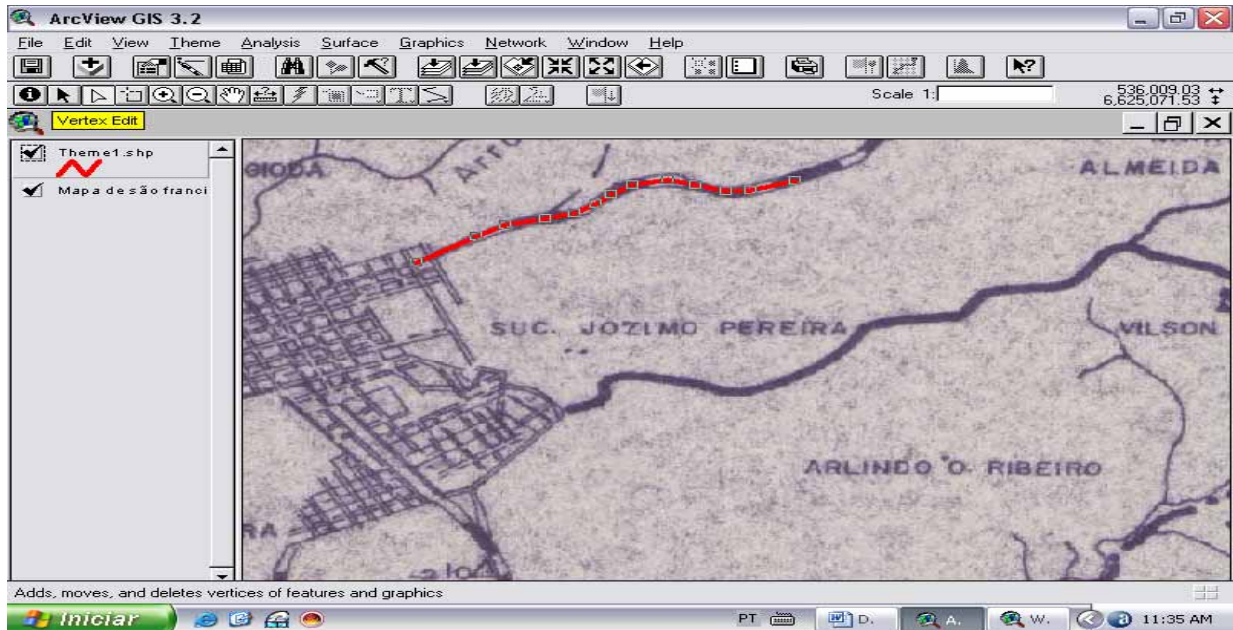 ArcView GIS 3.2
File Edit View Theme Analysis Surface Graphics Network Window Help
Scale 1:
536,009.03
6,625,071.53
Vertex Edit
Theme1.shp
Mapa de são franci
GIODA
Arro
ALMEIDA
SUC. JOZIMO PEREIRA
VILSON
ARLINDO O. RIBEIRO
RA
Adds, moves, and deletes vertices of features and graphics
Iniciar
PT
D.
A.
W.
11:35 AM